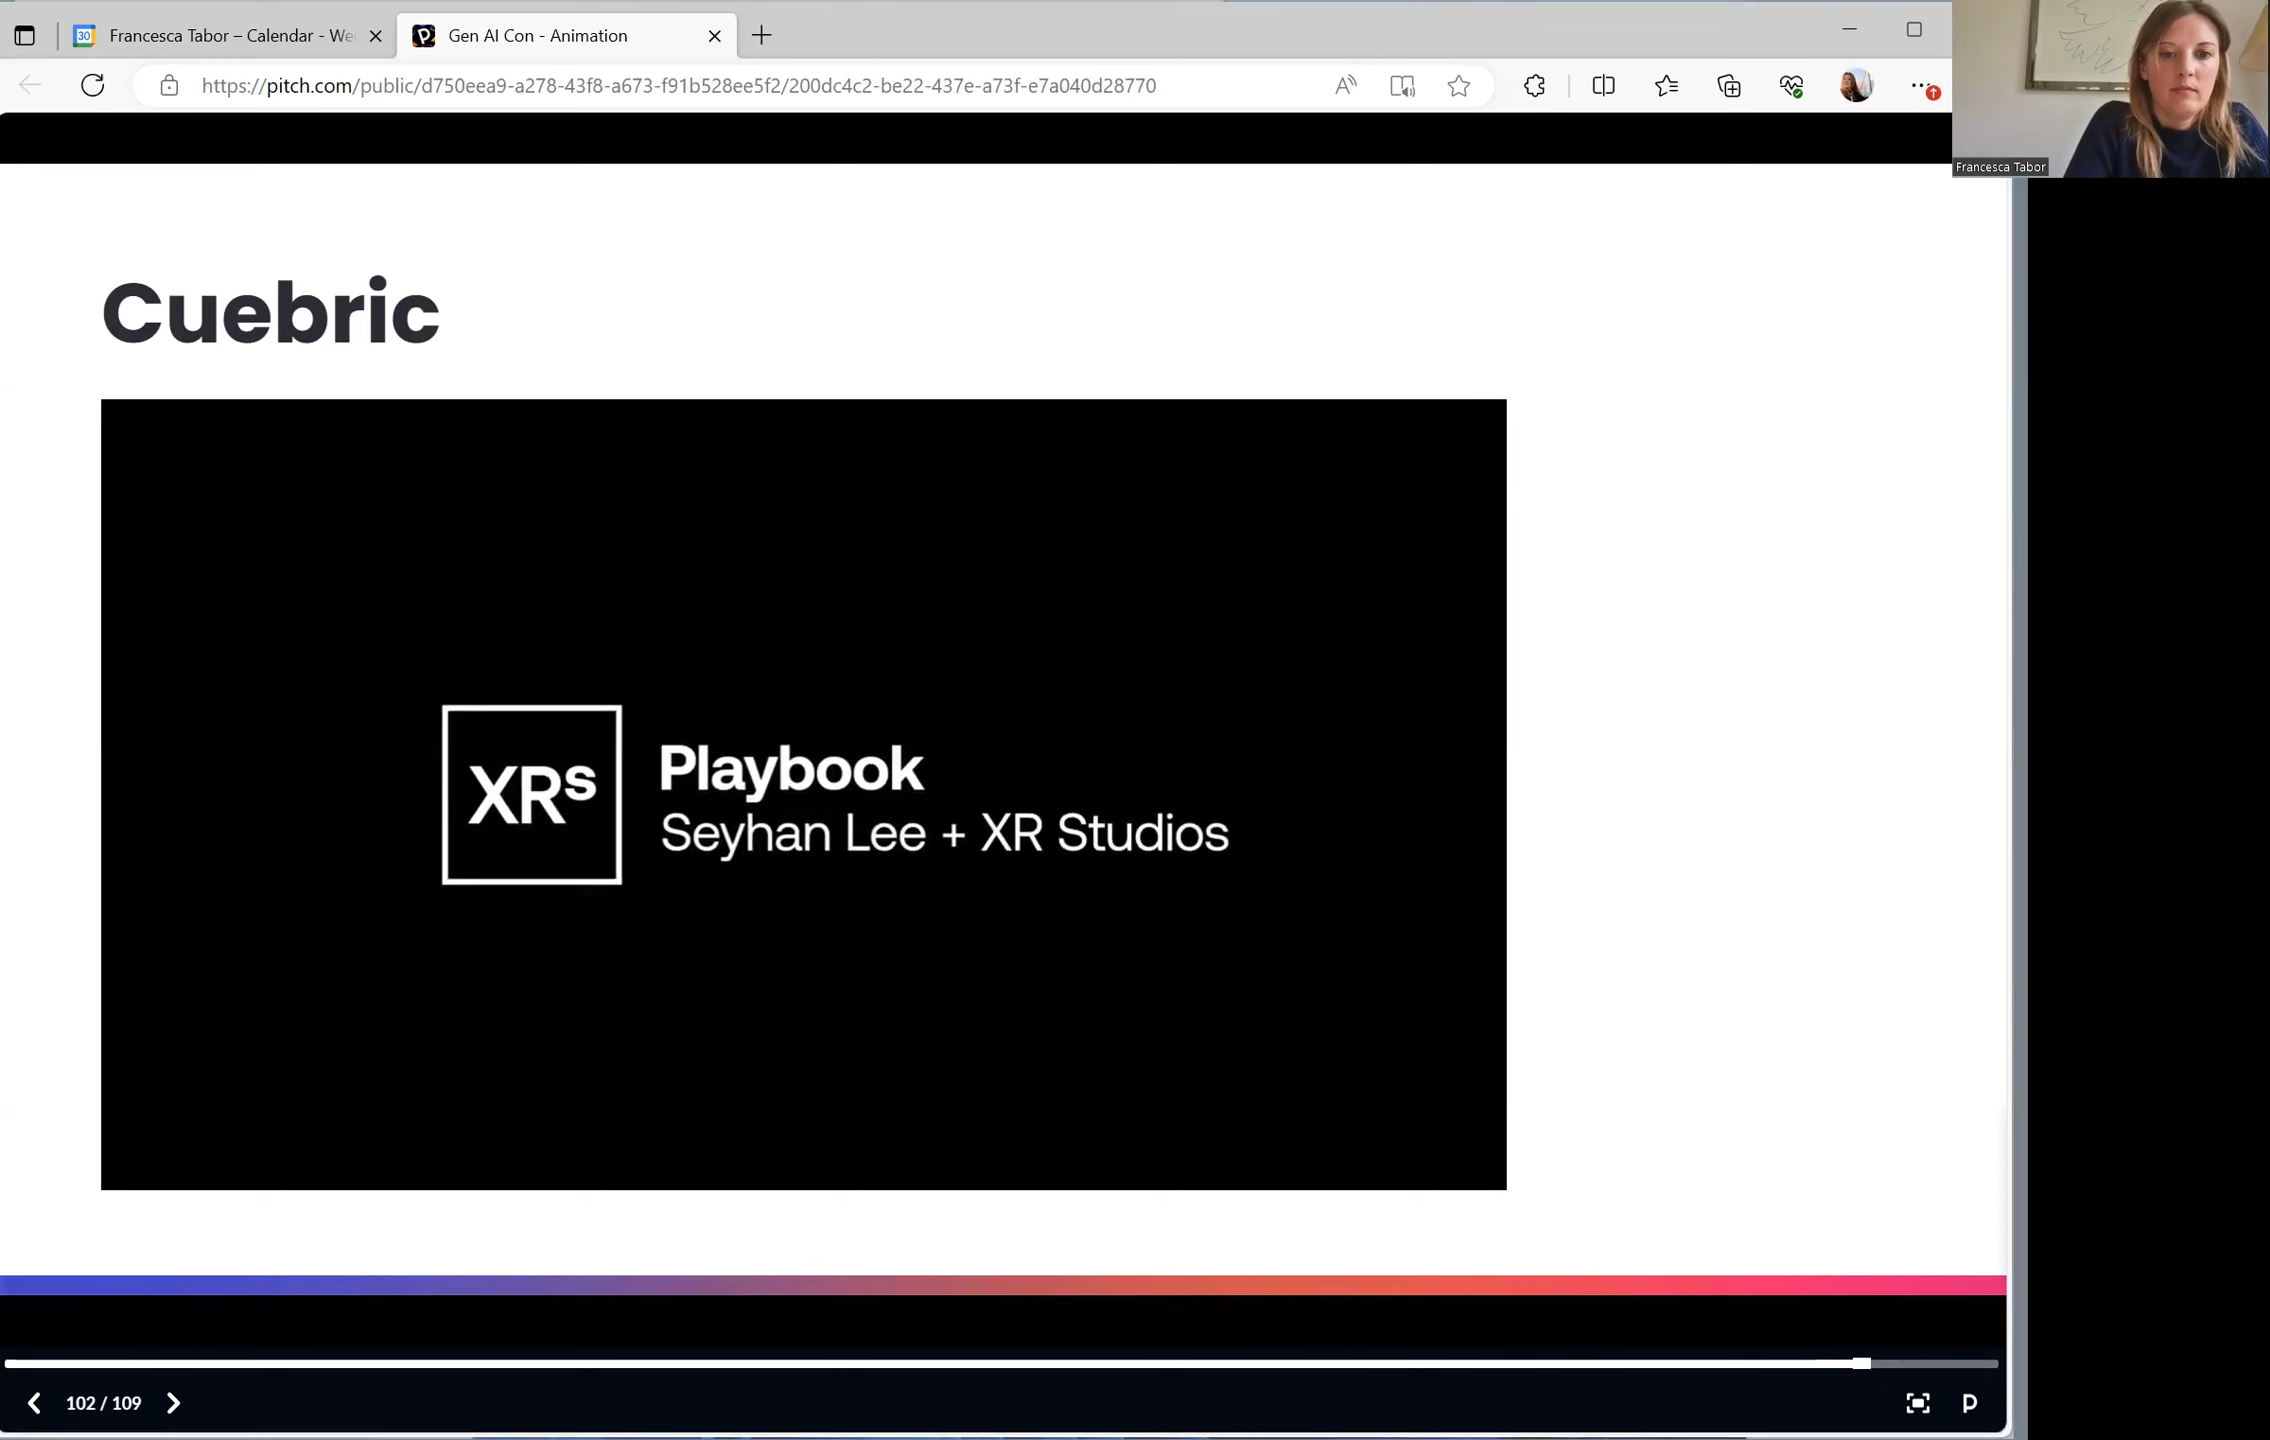 30 Francesca Tabor – Calendar - We
Gen AI Con - Animation
https://pitch.com/public/d750eea9-a278-43f8-a673-f91b528ee5f2/200dc4c2-be22-437e-a73f-e7a040d28770
Francesca Tabor
Cuebric
XRs
Playbook
Seyhan Lee + XR Studios
102 / 109